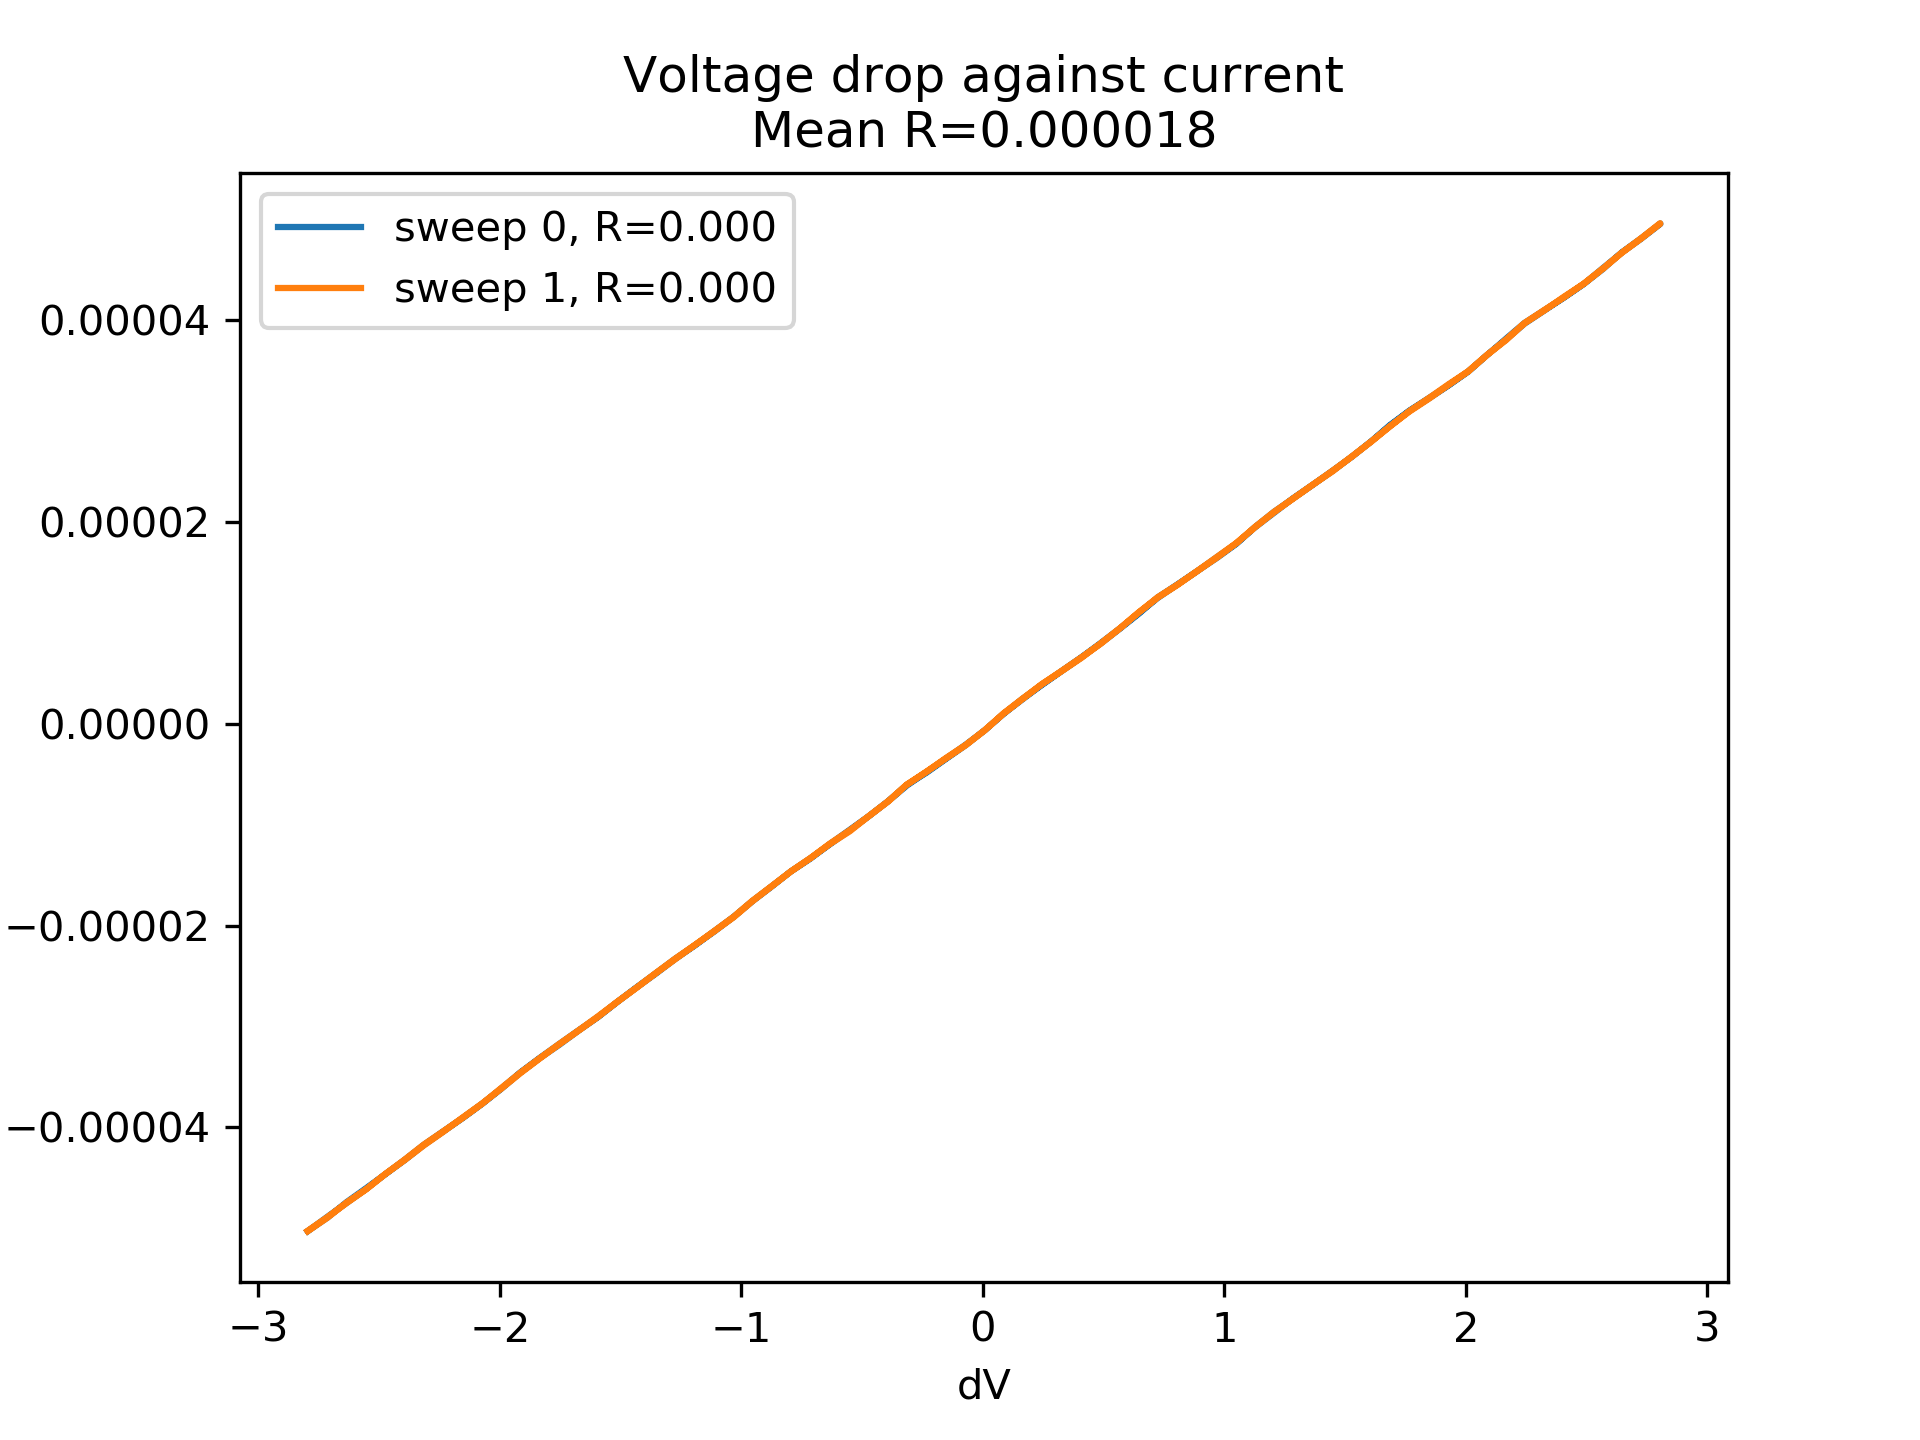 Voltage drop against current
Mean R=0.000018
sweep 0, R=0.000
sweep 1, R=0.000
0.00004
0.00002
0.00000
−0.00002
−0.00004
−3 −2 −1 0 1 2 3
dV